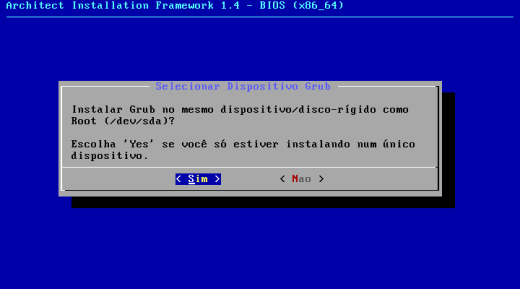 Architect Installation Framework 1.4 - BIOS (x86_64)
Selecionar Dispositivo Grub
Instalar Grub no mesmo dispositivo/disco-rígido como
Root (/dev/sda)?
Escolha 'Yes' se você só estiver instalando num único
dispositivo.
< Sim > < Nao >